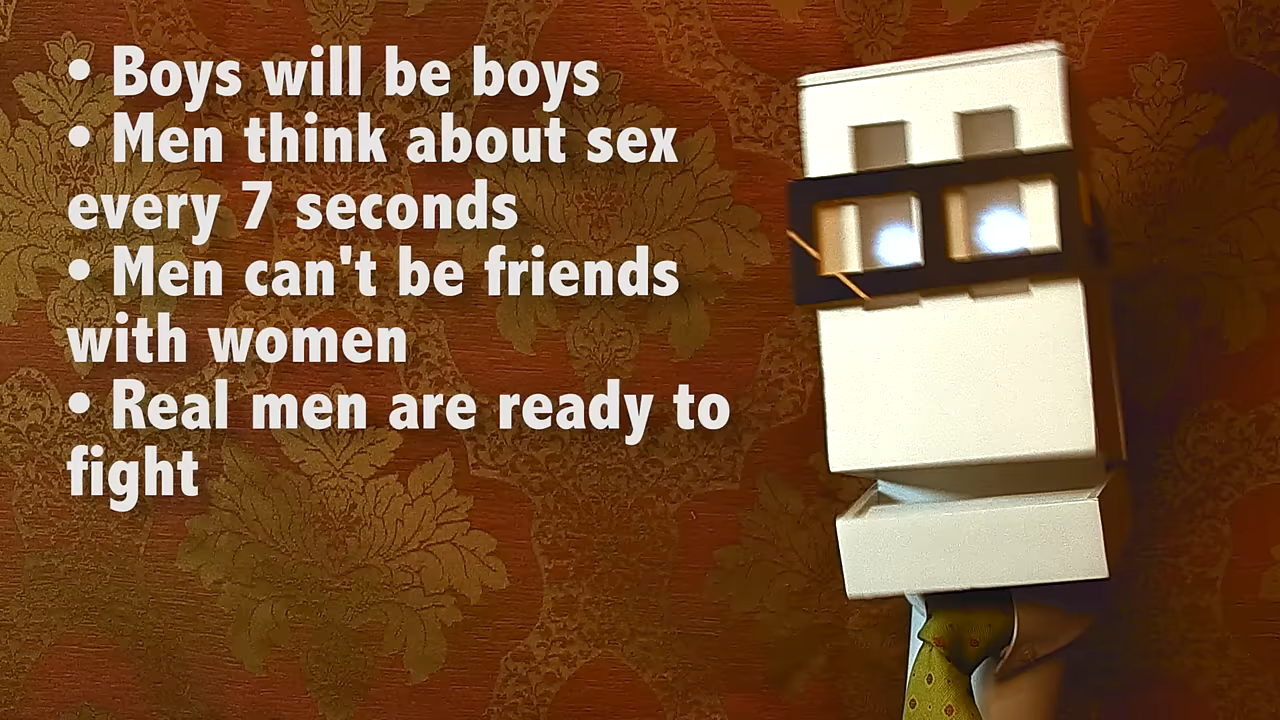 • Boys will be boys
• Men think about sex
every 7 seconds
• Men can't be friends
with women
• Real men are ready to
fight